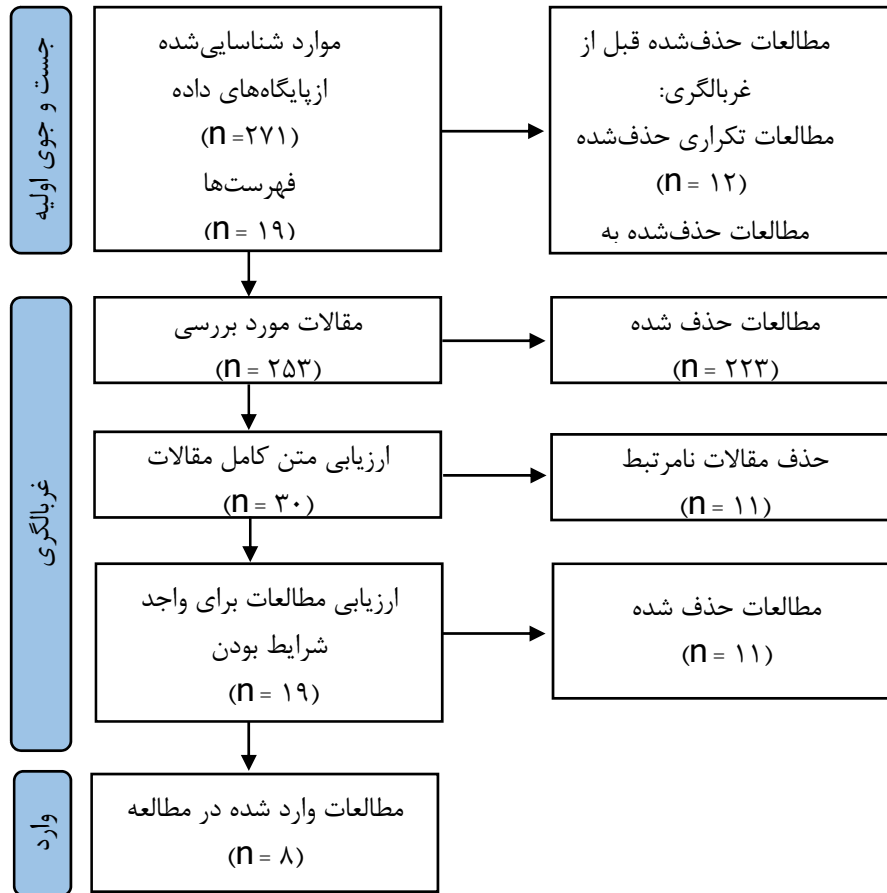 جست و جوی اولیه
موارد شناسایی‌شده
ازپایگاه‌های داده
(n =۲۷۱)
فهرست‌ها
(n = ۱۹)
مطالعات حذف‌شده قبل از
غربالگری:
مطالعات تکراری حذف‌شده
(n = ۱۲)
مطالعات حذف‌شده به
غربالگری
مقالات مورد بررسی
(n = ۲۵۳)
مطالعات حذف شده
(n = ۲۲۳)
ارزیابی متن کامل مقالات
(n = ۳۰)
حذف مقالات نامرتبط
(n = ۱۱)
ارزیابی مطالعات برای واجد
شرایط بودن
(n = ۱۹)
مطالعات حذف شده
(n = ۱۱)
وارد
مطالعات وارد شده در مطالعه
(n = ۸)